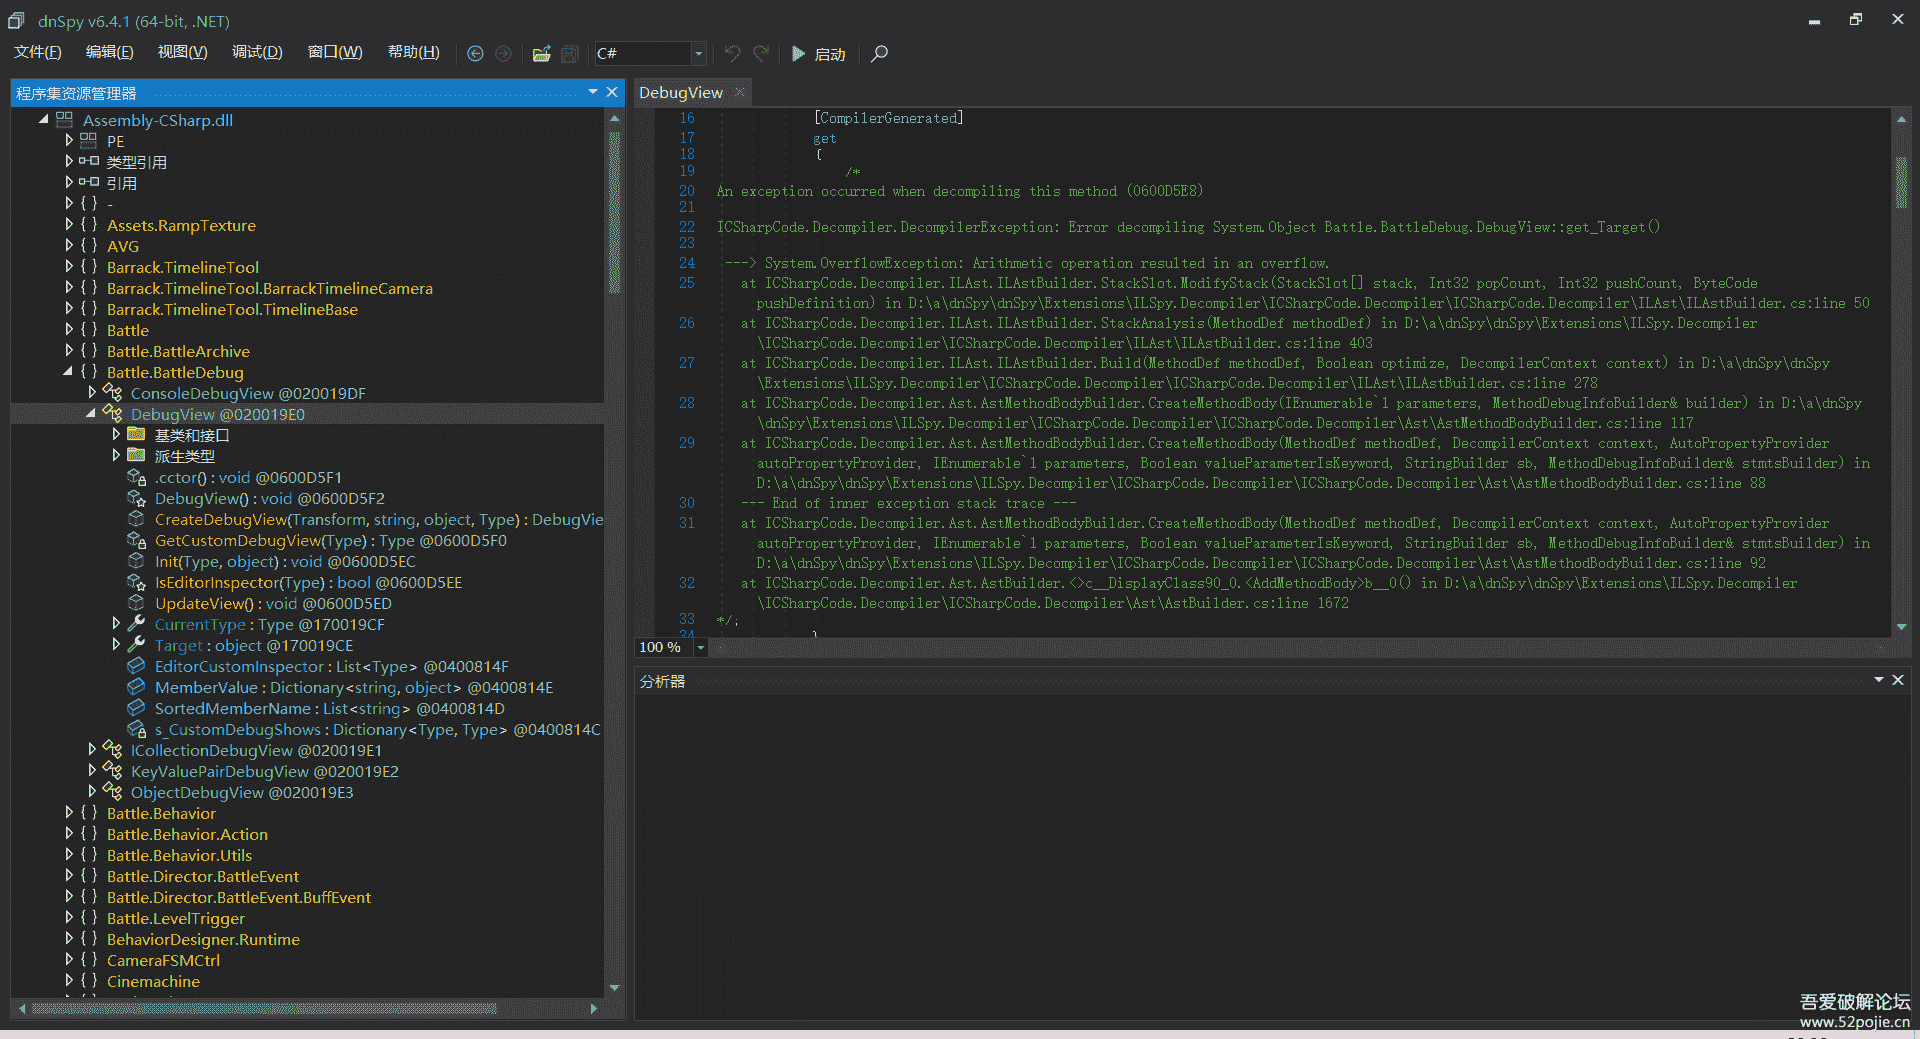 dnSpy v6.4.1 (64-bit, .NET)
文件(F) 编辑(E) 视图(V) 调试(D) 窗口(W) 帮助(H) C# 启动
程序集资源管理器
Assembly-CSharp.dll
PE
类型引用
引用
{ } -
{ } Assets.RampTexture
{ } AVG
{ } Barrack.TimelineTool
{ } Barrack.TimelineTool.BarrackTimelineCamera
{ } Barrack.TimelineTool.TimelineBase
{ } Battle
{ } Battle.BattleArchive
{ } Battle.BattleDebug
ConsoleDebugView @020019DF
DebugView @020019E0
基类和接口
派生类型
.cctor() : void @0600D5F1
DebugView() : void @0600D5F2
CreateDebugView(Transform, string, object, Type) : DebugVie
GetCustomDebugView(Type) : Type @0600D5F0
Init(Type, object) : void @0600D5EC
IsEditorInspector(Type) : bool @0600D5EE
UpdateView() : void @0600D5ED
CurrentType : Type @170019CF
Target : object @170019CE
EditorCustomInspector : List<Type> @0400814F
MemberValue : Dictionary<string, object> @0400814E
SortedMemberName : List<string> @0400814D
s_CustomDebugShows : Dictionary<Type, Type> @0400814C
ICollectionDebugView @020019E1
KeyValuePairDebugView @020019E2
ObjectDebugView @020019E3
{ } Battle.Behavior
{ } Battle.Behavior.Action
{ } Battle.Behavior.Utils
{ } Battle.Director.BattleEvent
{ } Battle.Director.BattleEvent.BuffEvent
{ } Battle.LevelTrigger
{ } BehaviorDesigner.Runtime
{ } CameraFSMCtrl
{ } Cinemachine
DebugView
16 [CompilerGenerated]
17 get
18 {
19 /*
20 An exception occurred when decompiling this method (0600D5E8)
21
22 ICSharpCode.Decompiler.DecompilerException: Error decompiling System.Object Battle.BattleDebug.DebugView::get_Target()
23
24 ---> System.OverflowException: Arithmetic operation resulted in an overflow.
25 at ICSharpCode.Decompiler.ILAst.ILAstBuilder.StackSlot.ModifyStack(StackSlot[] stack, Int32 popCount, Int32 pushCount, ByteCode
pushDefinition) in D:\a\dnSpy\dnSpy\Extensions\ILSpy.Decompiler\ICSharpCode.Decompiler\ICSharpCode.Decompiler\ILAst\ILAstBuilder.cs:line 50
26 at ICSharpCode.Decompiler.ILAst.ILAstBuilder.StackAnalysis(MethodDef methodDef) in D:\a\dnSpy\dnSpy\Extensions\ILSpy.Decompiler
\ICSharpCode.Decompiler\ICSharpCode.Decompiler\ILAst\ILAstBuilder.cs:line 403
27 at ICSharpCode.Decompiler.ILAst.ILAstBuilder.Build(MethodDef methodDef, Boolean optimize, DecompilerContext context) in D:\a\dnSpy\dnSpy
\Extensions\ILSpy.Decompiler\ICSharpCode.Decompiler\ICSharpCode.Decompiler\ILAst\ILAstBuilder.cs:line 278
28 at ICSharpCode.Decompiler.Ast.AstMethodBodyBuilder.CreateMethodBody(IEnumerable`1 parameters, MethodDebugInfoBuilder& builder) in D:\a\dnSpy
\dnSpy\Extensions\ILSpy.Decompiler\ICSharpCode.Decompiler\ICSharpCode.Decompiler\Ast\AstMethodBodyBuilder.cs:line 117
29 at ICSharpCode.Decompiler.Ast.AstMethodBodyBuilder.CreateMethodBody(MethodDef methodDef, DecompilerContext context, AutoPropertyProvider
autoPropertyProvider, IEnumerable`1 parameters, Boolean valueParameterIsKeyword, StringBuilder sb, MethodDebugInfoBuilder& stmtsBuilder) in
D:\a\dnSpy\dnSpy\Extensions\ILSpy.Decompiler\ICSharpCode.Decompiler\ICSharpCode.Decompiler\Ast\AstMethodBodyBuilder.cs:line 88
30 --- End of inner exception stack trace ---
31 at ICSharpCode.Decompiler.Ast.AstMethodBodyBuilder.CreateMethodBody(MethodDef methodDef, DecompilerContext context, AutoPropertyProvider
autoPropertyProvider, IEnumerable`1 parameters, Boolean valueParameterIsKeyword, StringBuilder sb, MethodDebugInfoBuilder& stmtsBuilder) in
D:\a\dnSpy\dnSpy\Extensions\ILSpy.Decompiler\ICSharpCode.Decompiler\ICSharpCode.Decompiler\Ast\AstMethodBodyBuilder.cs:line 92
32 at ICSharpCode.Decompiler.Ast.AstBuilder.<>c__DisplayClass90_0.<AddMethodBody>b__0() in D:\a\dnSpy\dnSpy\Extensions\ILSpy.Decompiler
\ICSharpCode.Decompiler\ICSharpCode.Decompiler\Ast\AstBuilder.cs:line 1672
33 */;
34 }
100 %
分析器
吾爱破解论坛
www.52pojie.cn